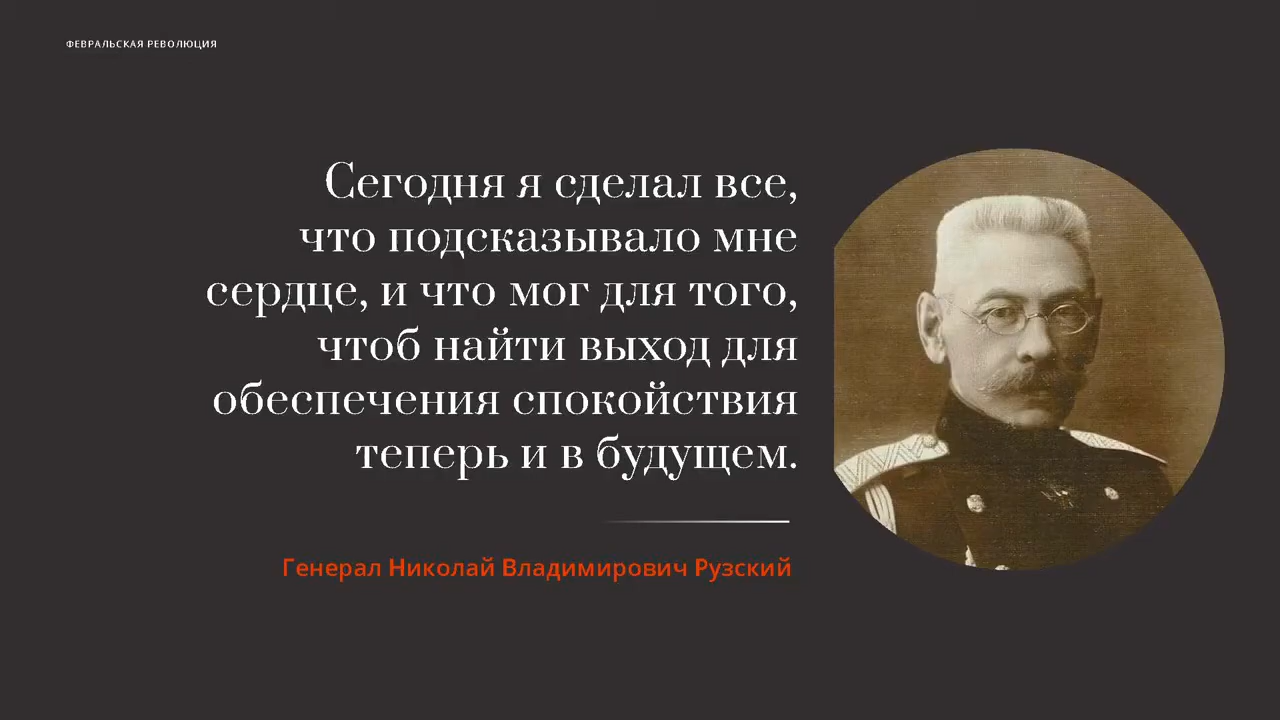 ФЕВРАЛЬСКАЯ РЕВОЛЮЦИЯ
Сегодня я сделал все,
что подсказывало мне
сердце, и что мог для того,
чтоб найти выход для
обеспечения спокойствия
теперь и в будущем.
Генерал Николай Владимирович Рузский